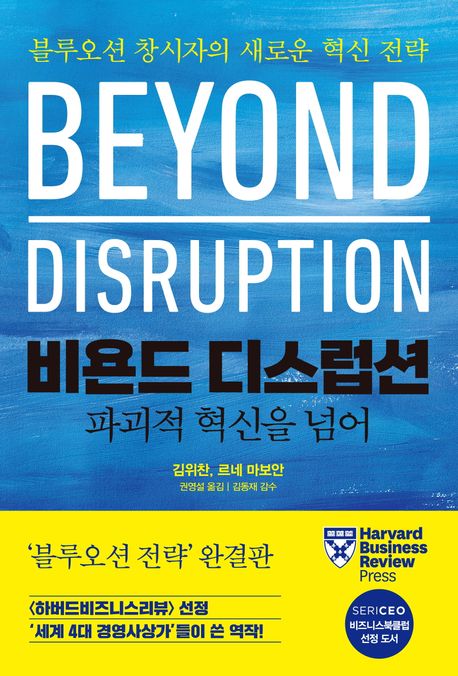 블루오션 창시자의 새로운 혁신 전략
BEYOND
DISRUPTION
비욘드 디스럽션
파괴적 혁신을 넘어
김위찬, 르네 마보안
권영설 옮김 | 김동재 감수
‘블루오션 전략’ 완결판
〈하버드비즈니스리뷰〉 선정
‘세계 4대 경영사상가’들이 쓴 역작!
Harvard
Business
Review
Press
SERICEO
비즈니스북클럽
선정 도서